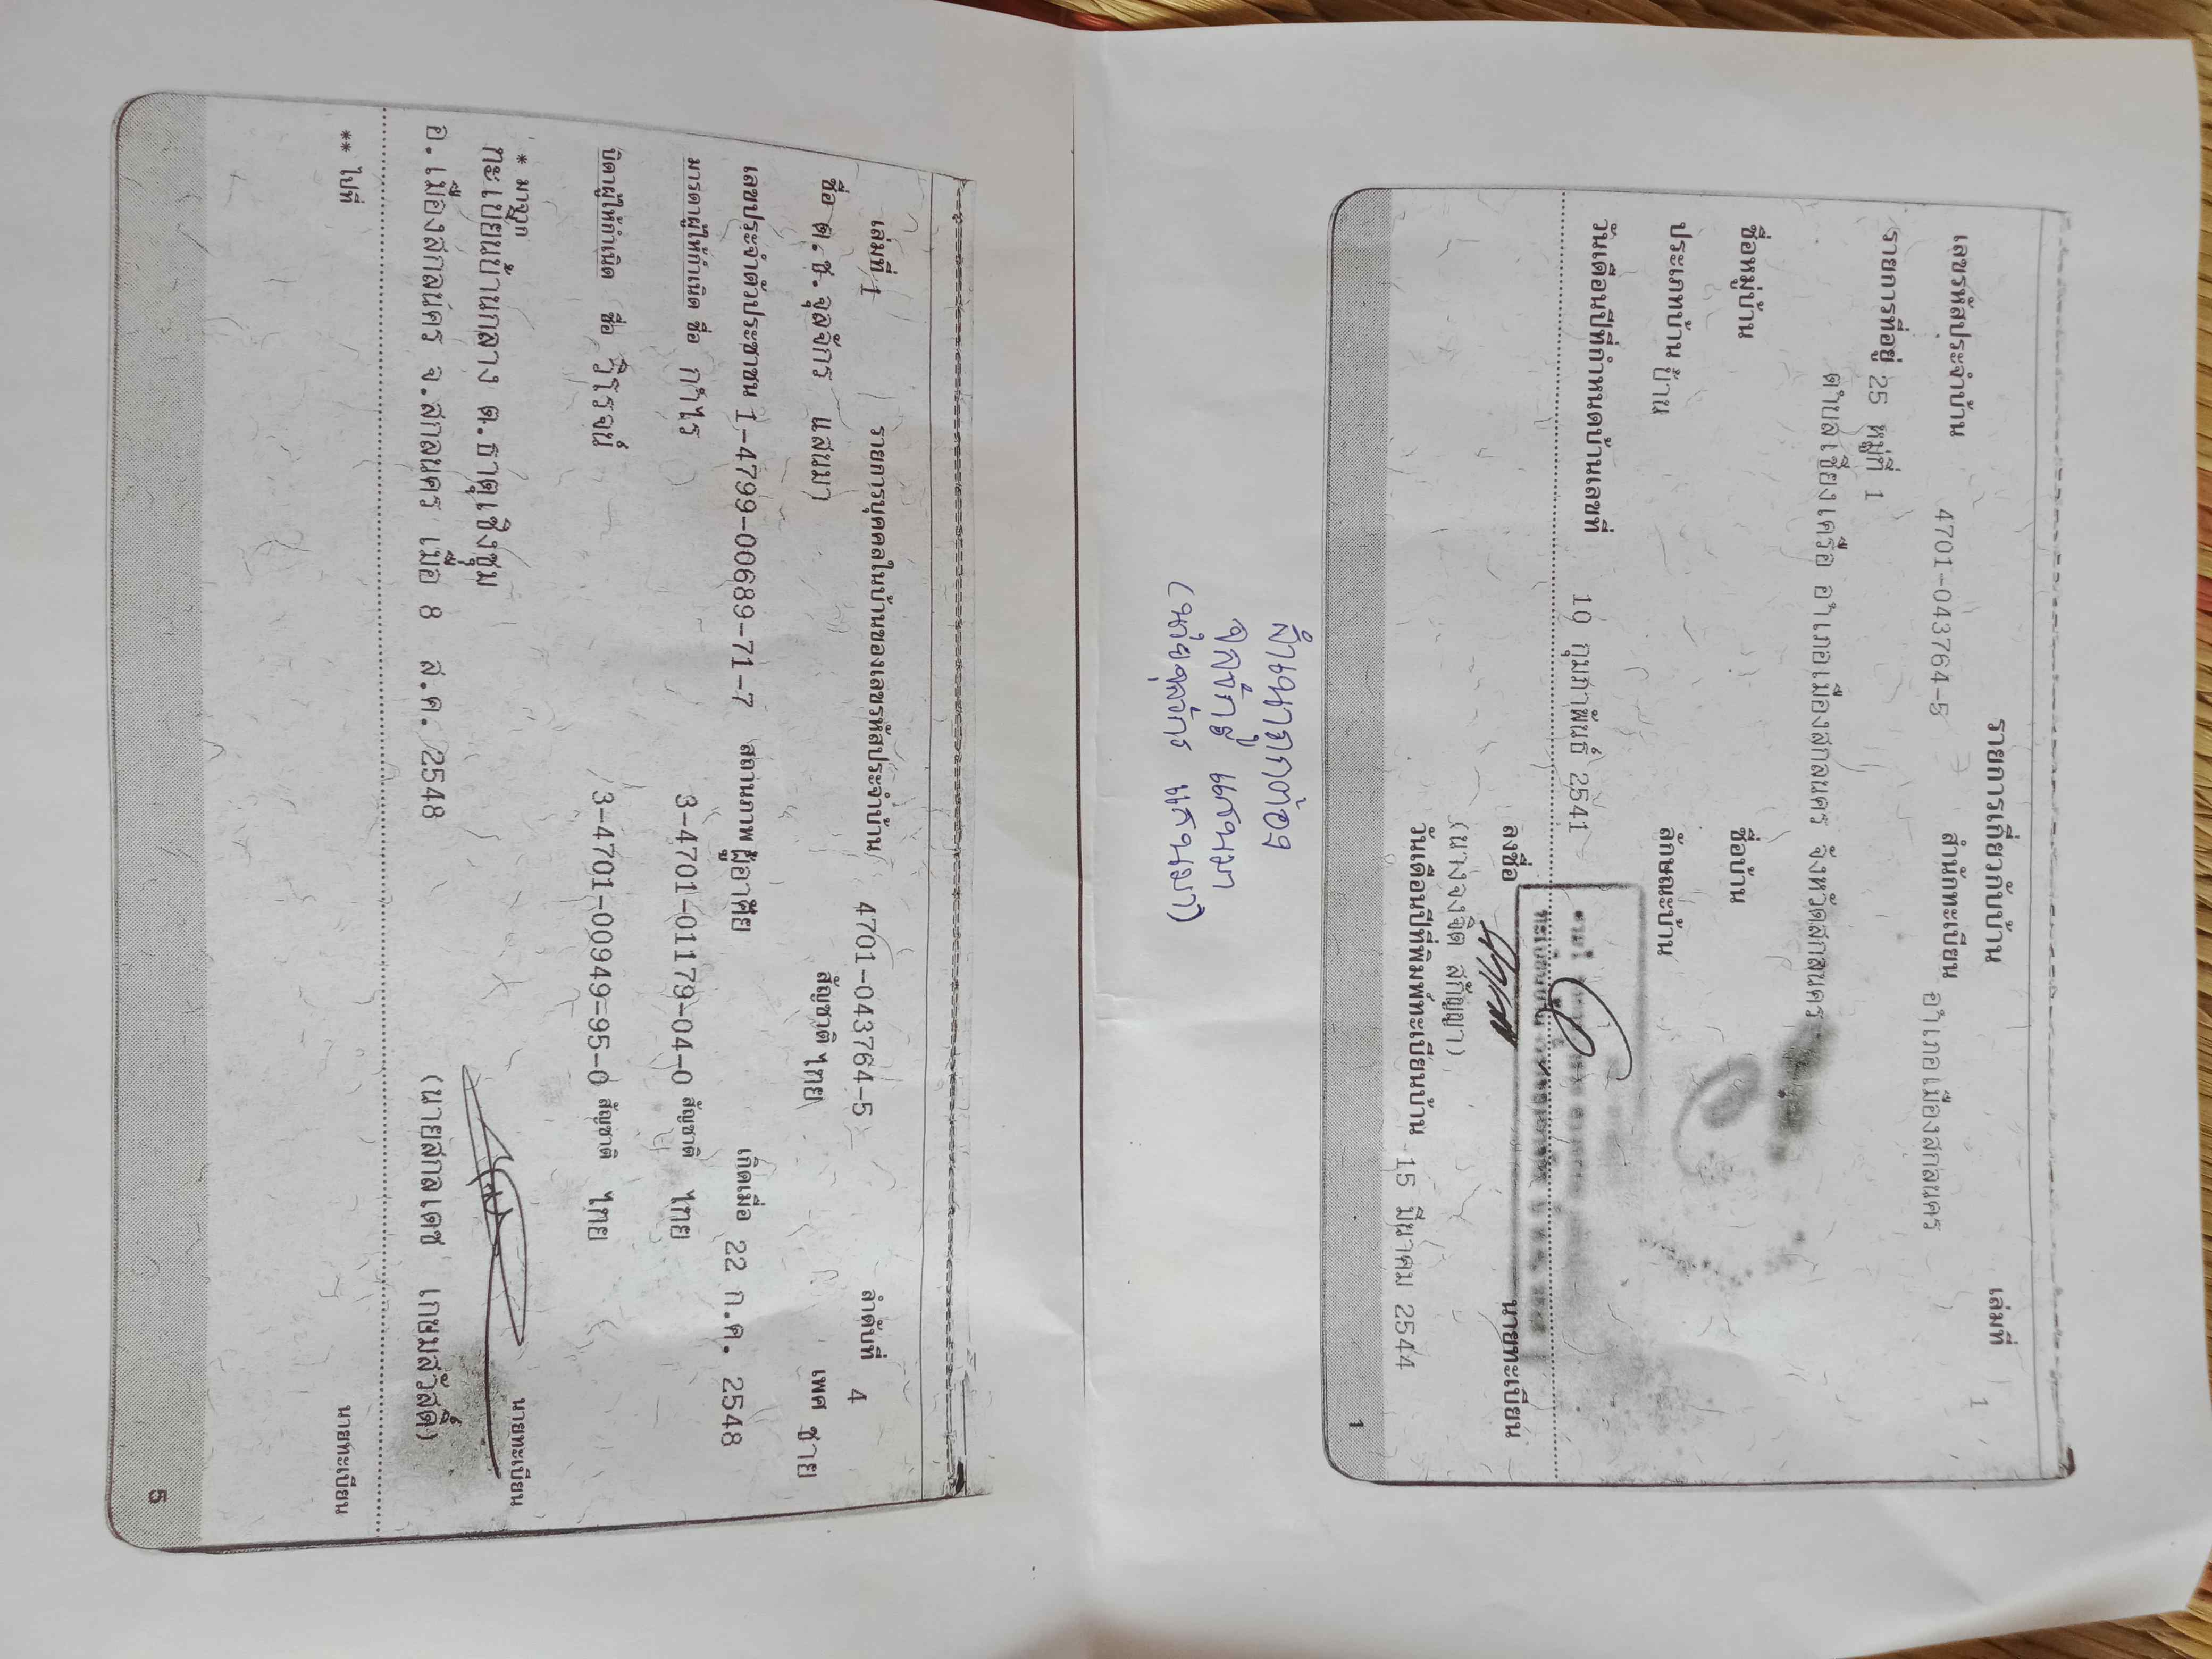 รายการเกี่ยวกับบ้าน เล่มที่ 1
เลขรหัสประจำบ้าน 4701-043764-5 สำนักทะเบียน อำเภอเมืองสกลนคร
รายการที่อยู่ 25 หมู่ที่ 1
ตำบลเชียงเครือ อำเภอเมืองสกลนคร จังหวัดสกลนคร
ชื่อหมู่บ้าน ชื่อบ้าน
ประเภทบ้าน บ้าน ลักษณะบ้าน
วันเดือนปีที่กำหนดบ้านเลขที่ 10 กุมภาพันธ์ 2541
ลงชื่อ นายทะเบียน
(นางจงจิต สกัญญา)
วันเดือนปีที่พิมพ์ทะเบียนบ้าน 15 มีนาคม 2544
1
สำเนาถูกต้อง
จุลจักร แสนมา
(นายจุลจักร แสนมา)
เล่มที่ 1 รายการบุคคลในบ้านของเลขรหัสประจำบ้าน 4701-043764-5 ลำดับที่ 4
ชื่อ ด.ช.จุลจักร แสนมา สัญชาติ ไทย เพศ ชาย
เลขประจำตัวประชาชน 1-4799-00689-71-7 สถานภาพ ผู้อาศัย เกิดเมื่อ 22 ก.ค. 2548
มารดาผู้ให้กำเนิด ชื่อ กำไร 3-4701-01179-04-0 สัญชาติ ไทย
บิดาผู้ให้กำเนิด ชื่อ วิโรจน์ 3-4701-00949-95-0 สัญชาติ ไทย
* มาจาก
ทะเบียนบ้านกลาง ต.ธาตุเชิงชุม นายทะเบียน
อ.เมืองสกลนคร จ.สกลนคร เมื่อ 8 ส.ค. 2548 (นายสกลเดช เกษมสวัสดิ์)
** ไปที่ นายทะเบียน
5